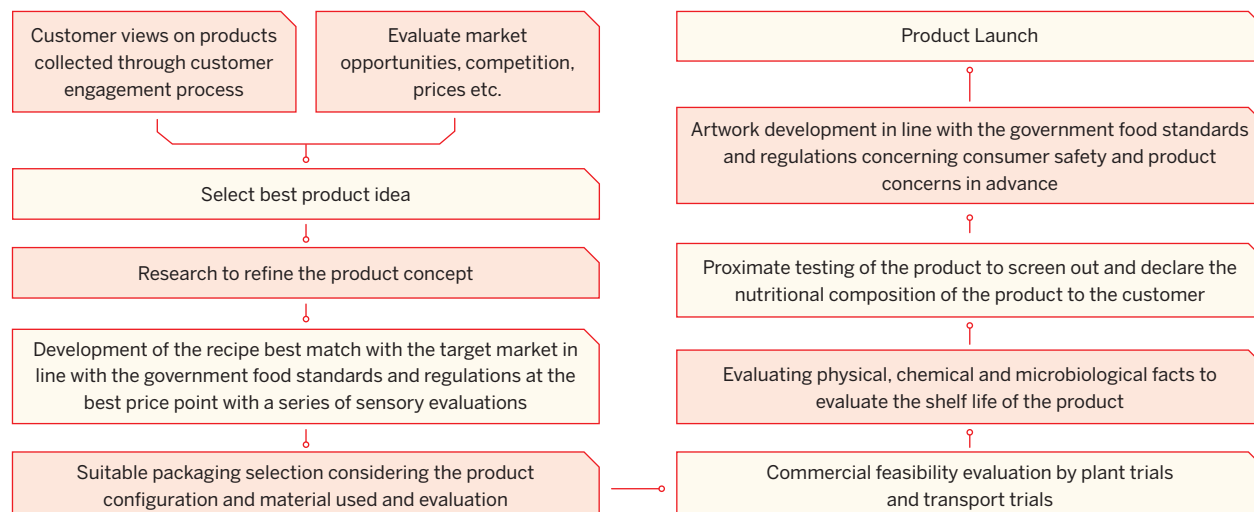 Customer views on products
collected through customer
engagement process
Evaluate market
opportunities, competition,
prices etc.
Select best product idea
Research to refine the product concept
Development of the recipe best match with the target market in
line with the government food standards and regulations at the
best price point with a series of sensory evaluations
Suitable packaging selection considering the product
configuration and material used and evaluation
Commercial feasibility evaluation by plant trials
and transport trials
Evaluating physical, chemical and microbiological facts to
evaluate the shelf life of the product
Proximate testing of the product to screen out and declare the
nutritional composition of the product to the customer
Artwork development in line with the government food standards
and regulations concerning consumer safety and product
concerns in advance
Product Launch